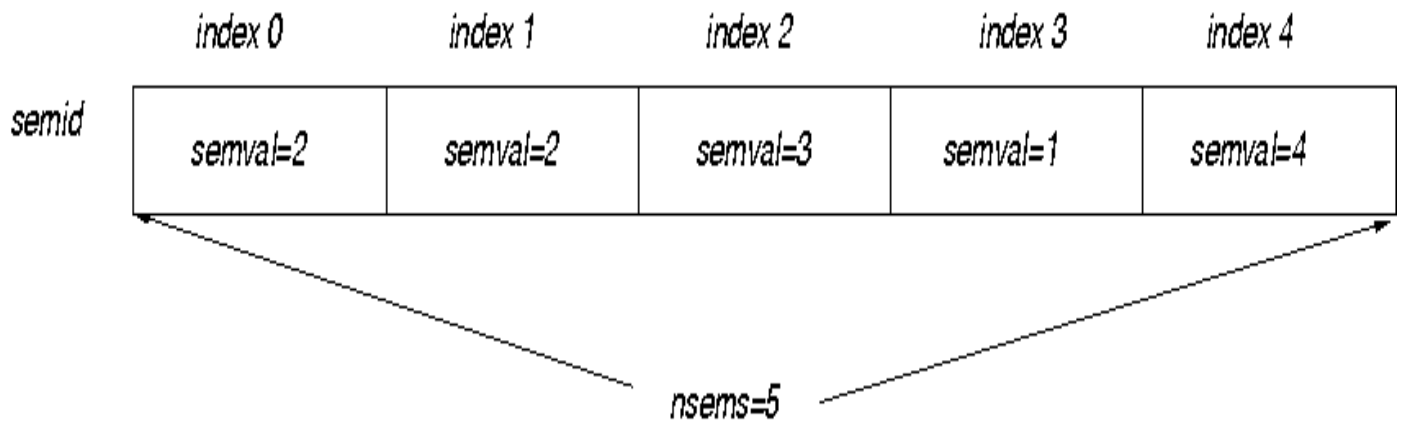 index 0 index 1 index 2 index 3 index 4
semid semval=2 semval=2 semval=3 semval=1 semval=4
nsems=5